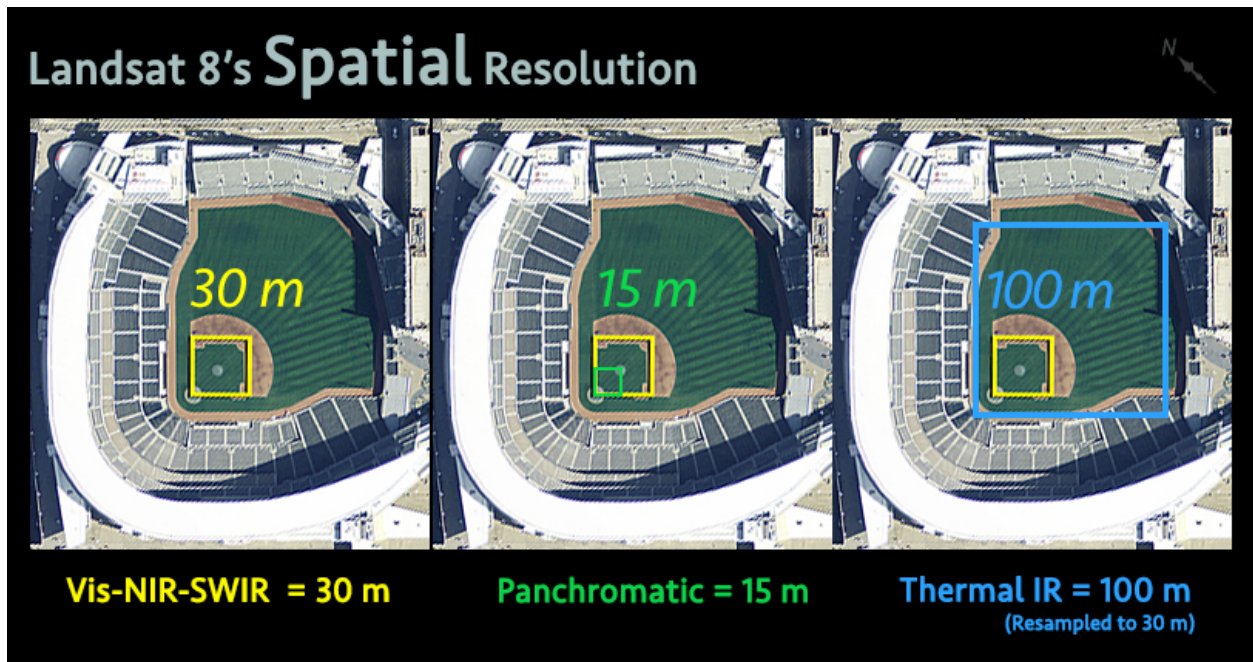 Landsat 8's Spatial Resolution
N
30 m
15 m
100 m
Vis-NIR-SWIR = 30 m
Panchromatic = 15 m
Thermal IR = 100 m
(Resampled to 30 m)